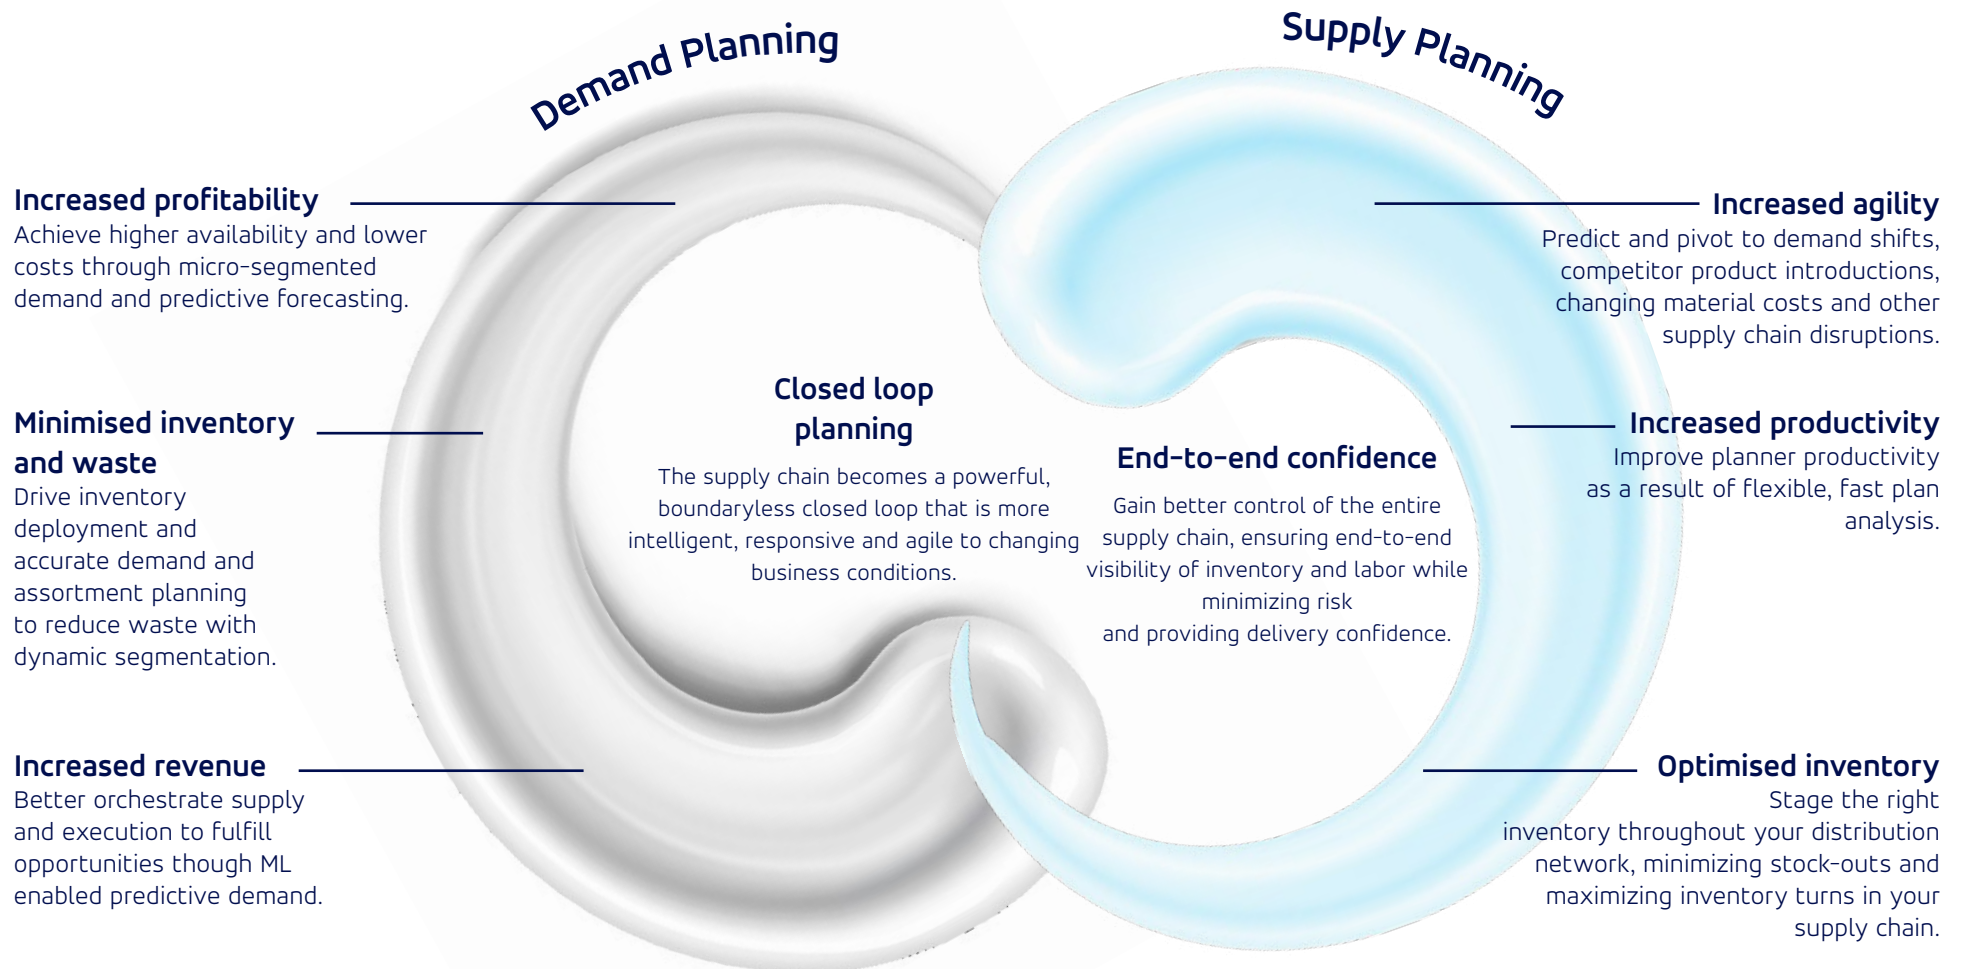 Demand Planning
Supply Planning
Increased profitability
Achieve higher availability and lower
costs through micro-segmented
demand and predictive forecasting.
Minimised inventory
and waste
Drive inventory
deployment and
accurate demand and
assortment planning
to reduce waste with
dynamic segmentation.
Increased revenue
Better orchestrate supply
and execution to fulfill
opportunities though ML
enabled predictive demand.
Closed loop
planning
The supply chain becomes a powerful,
boundaryless closed loop that is more
intelligent, responsive and agile to changing
business conditions.
End-to-end confidence
Gain better control of the entire
supply chain, ensuring end-to-end
visibility of inventory and labor while
minimizing risk
and providing delivery confidence.
Increased agility
Predict and pivot to demand shifts,
competitor product introductions,
changing material costs and other
supply chain disruptions.
Increased productivity
Improve planner productivity
as a result of flexible, fast plan
analysis.
Optimised inventory
Stage the right
inventory throughout your distribution
network, minimizing stock-outs and
maximizing inventory turns in your
supply chain.